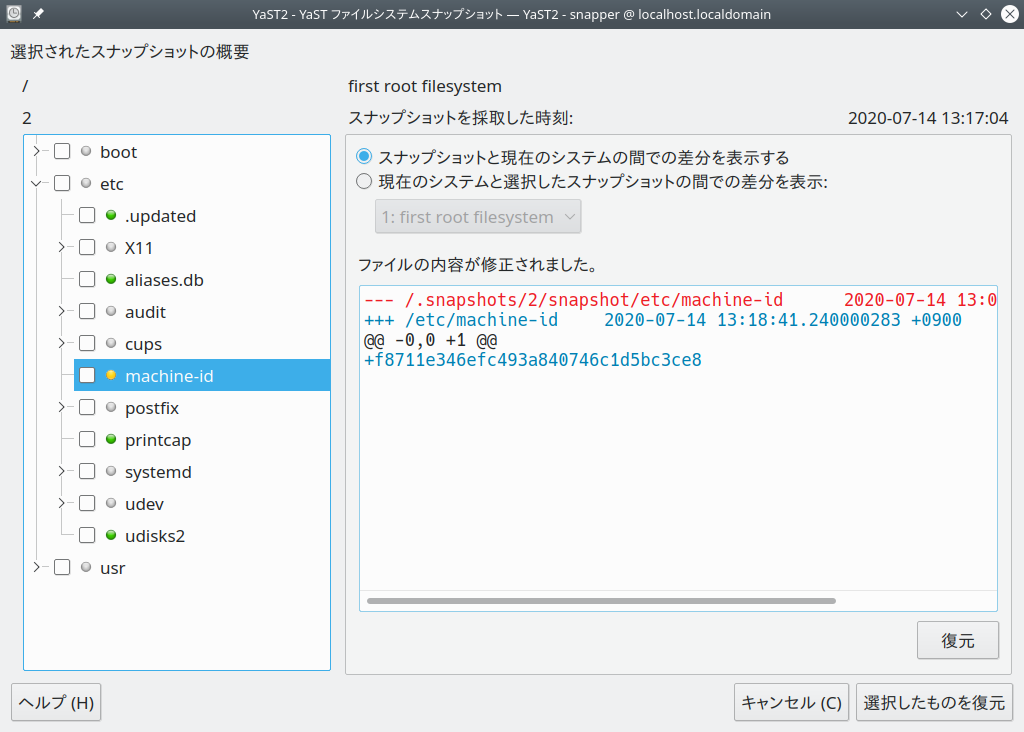 YaST2 - YaST ファイルシステムスナップショット — YaST2 - snapper @ localhost.localdomain
選択されたスナップショットの概要
/
first root filesystem
2
スナップショットを採取した時刻:
2020-07-14 13:17:04
boot
etc
.updated
X11
aliases.db
audit
cups
machine-id
postfix
printcap
systemd
udev
udisks2
usr
スナップショットと現在のシステムの間での差分を表示する
現在のシステムと選択したスナップショットの間での差分を表示:
1: first root filesystem
ファイルの内容が修正されました。
--- /.snapshots/2/snapshot/etc/machine-id 2020-07-14 13:0
+++ /etc/machine-id 2020-07-14 13:18:41.240000283 +0900
@@ -0,0 +1 @@
+f8711e346efc493a840746c1d5bc3ce8
復元
ヘルプ (H)
キャンセル (C)
選択したものを復元